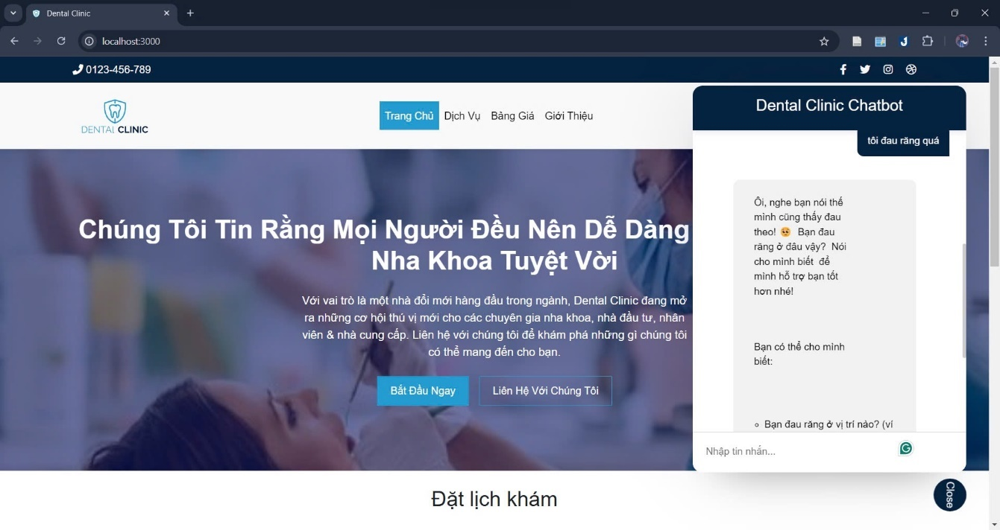 Dental Clinic
localhost:3000
0123-456-789
DENTAL CLINIC
Trang Chủ Dịch Vụ Bảng Giá Giới Thiệu
Chúng Tôi Tin Rằng Mọi Người Đều Nên Dễ Dàng
Nha Khoa Tuyệt Vời
Với vai trò là một nhà đổi mới hàng đầu trong ngành, Dental Clinic đang mở
ra những cơ hội thú vị mới cho các chuyên gia nha khoa, nhà đầu tư, nhân
viên & nhà cung cấp. Liên hệ với chúng tôi để khám phá những gì chúng tôi
có thể mang đến cho bạn.
Bắt Đầu Ngay
Liên Hệ Với Chúng Tôi
Đặt lịch khám
Dental Clinic Chatbot
tôi đau răng quá
Ôi, nghe bạn nói thế
mình cũng thấy đau
theo! 🥺 Bạn đau
răng ở đâu vậy? Nói
cho mình biết để
mình hỗ trợ bạn tốt
hơn nhé!
Bạn có thể cho mình
biết:
Bạn đau răng ở vị trí nào? (ví
Nhập tin nhắn...
Close